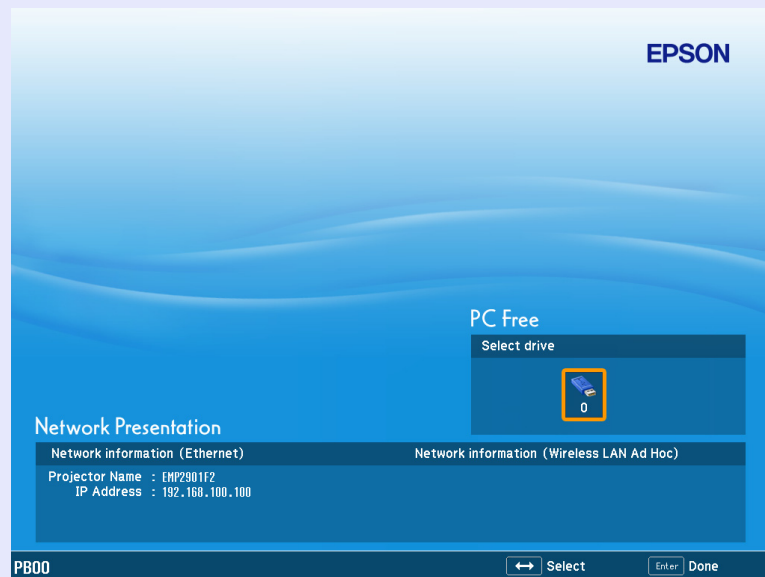 EPSON
PC Free
Select drive
0
Network Presentation
Network information (Ethernet)
Network information (Wireless LAN Ad Hoc)
Projector Name : EMP2901F2
IP Address : 192.168.100.100
PB00
Select
Enter Done